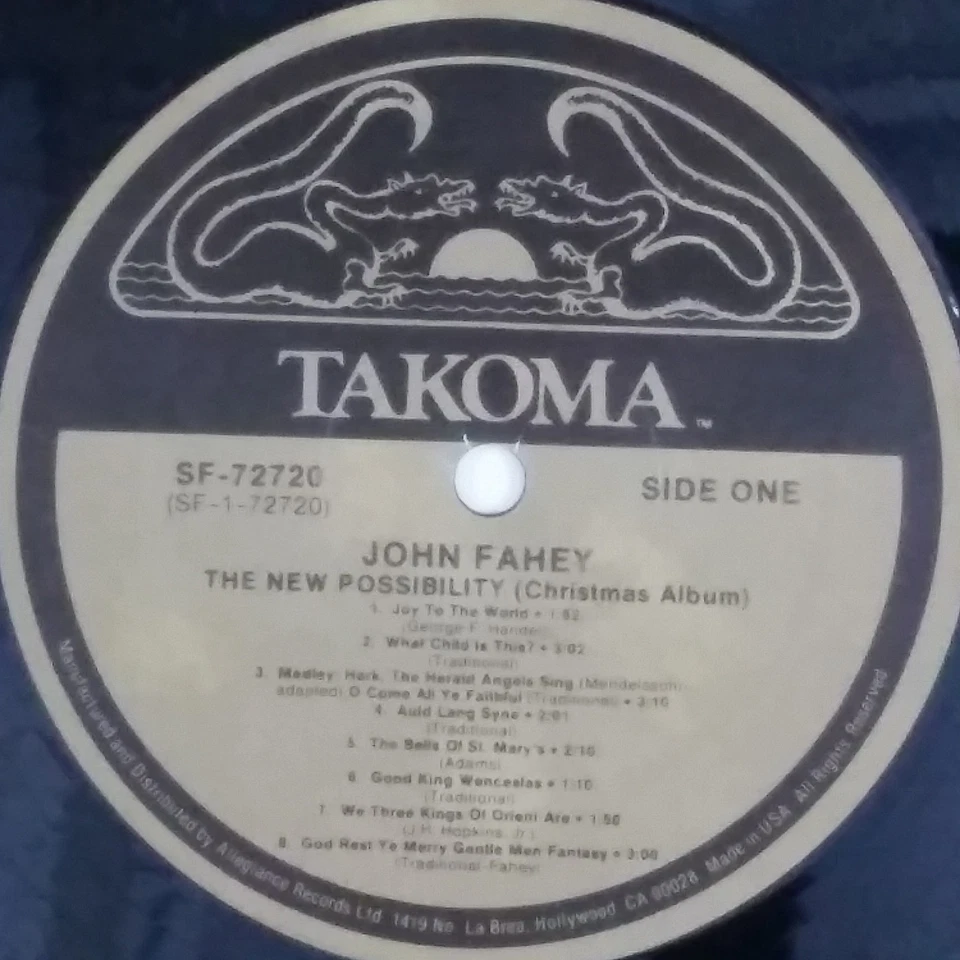 TAKOMA ™
SF-72720
(SF-1-72720)
SIDE ONE
JOHN FAHEY
THE NEW POSSIBILITY (Christmas Album)
1. Joy To The World • 1:52
(George F. Handel)
2. What Child Is This? • 3:02
(Traditional)
3. Medley: Hark, The Herald Angels Sing (Mendelssohn,
adapted) O Come All Ye Faithful (Traditional) • 3:10
4. Auld Lang Syne • 2:01
(Traditional)
5. The Bells Of St. Mary's • 2:10
(Adams)
6. Good King Wenceslas • 1:10
(Traditional)
7. We Three Kings Of Orient Are • 1:50
(J.H. Hopkins, Jr.)
8. God Rest Ye Merry Gentle Men Fantasy • 3:00
(Traditional-Fahey)
Manufactured and Distributed by Allegiance Records Ltd. 1419 No. La Brea, Hollywood, CA 90028 Made in USA All Rights Reserved